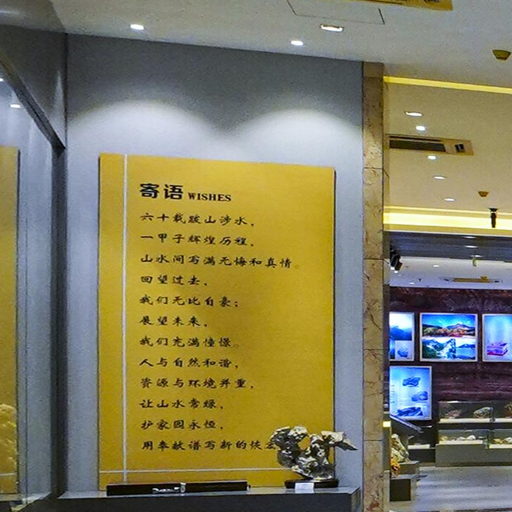 寄语 WISHES
六十载跋山涉水，
一甲子辉煌历程，
山水间写满无悔和真情。
回望过去，
我们无比自豪；
展望未来，
我们充满憧憬。
人与自然和谐，
资源与环境并重，
让山水常绿，
护家园永恒，
用奉献谱写新的恢宏